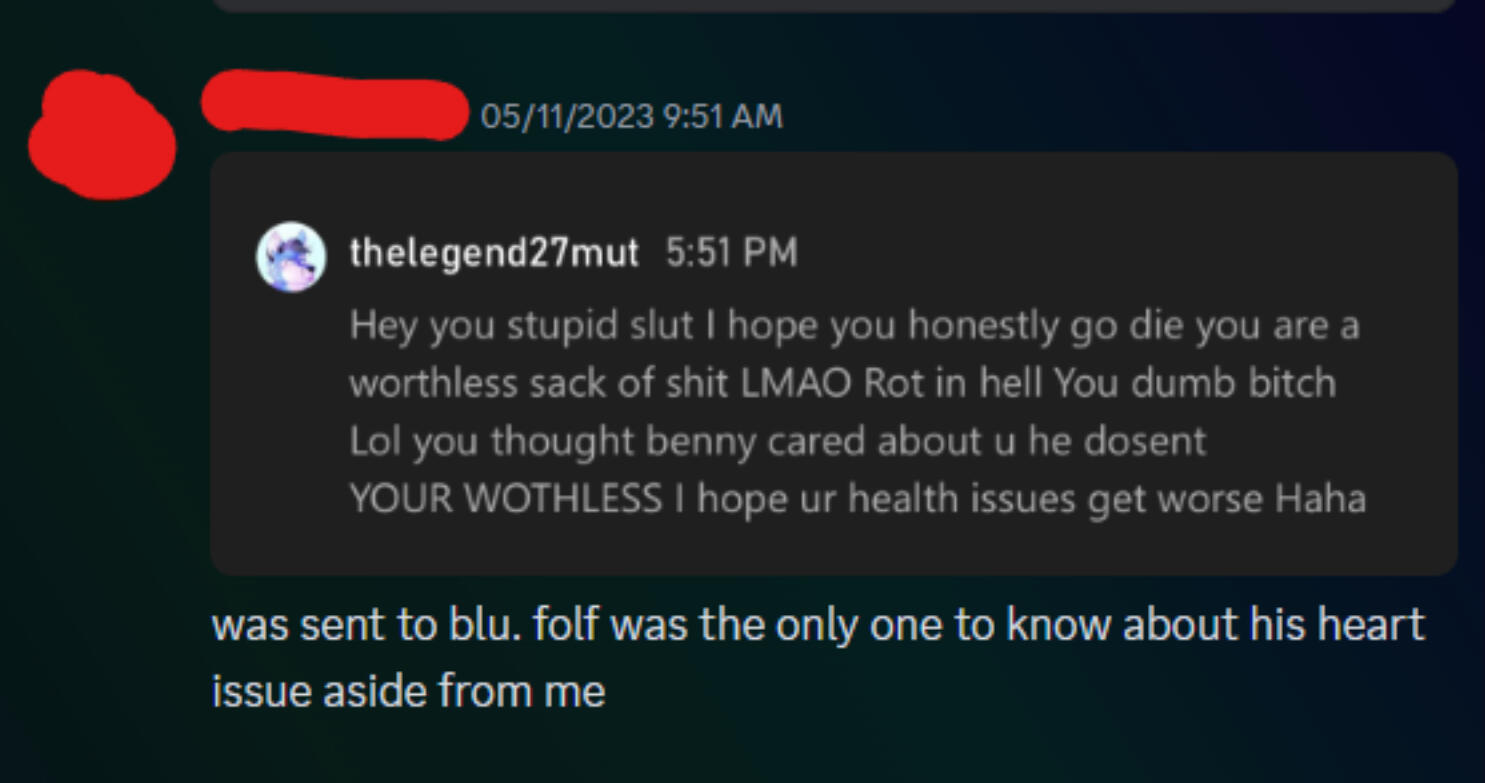 05/11/2023 9:51 AM
thelegend27mut 5:51 PM
Hey you stupid slut I hope you honestly go die you are a
worthless sack of shit LMAO Rot in hell You dumb bitch
Lol you thought benny cared about u he dosent
YOUR WOTHLESS I hope ur health issues get worse Haha
was sent to blu. folf was the only one to know about his heart
issue aside from me